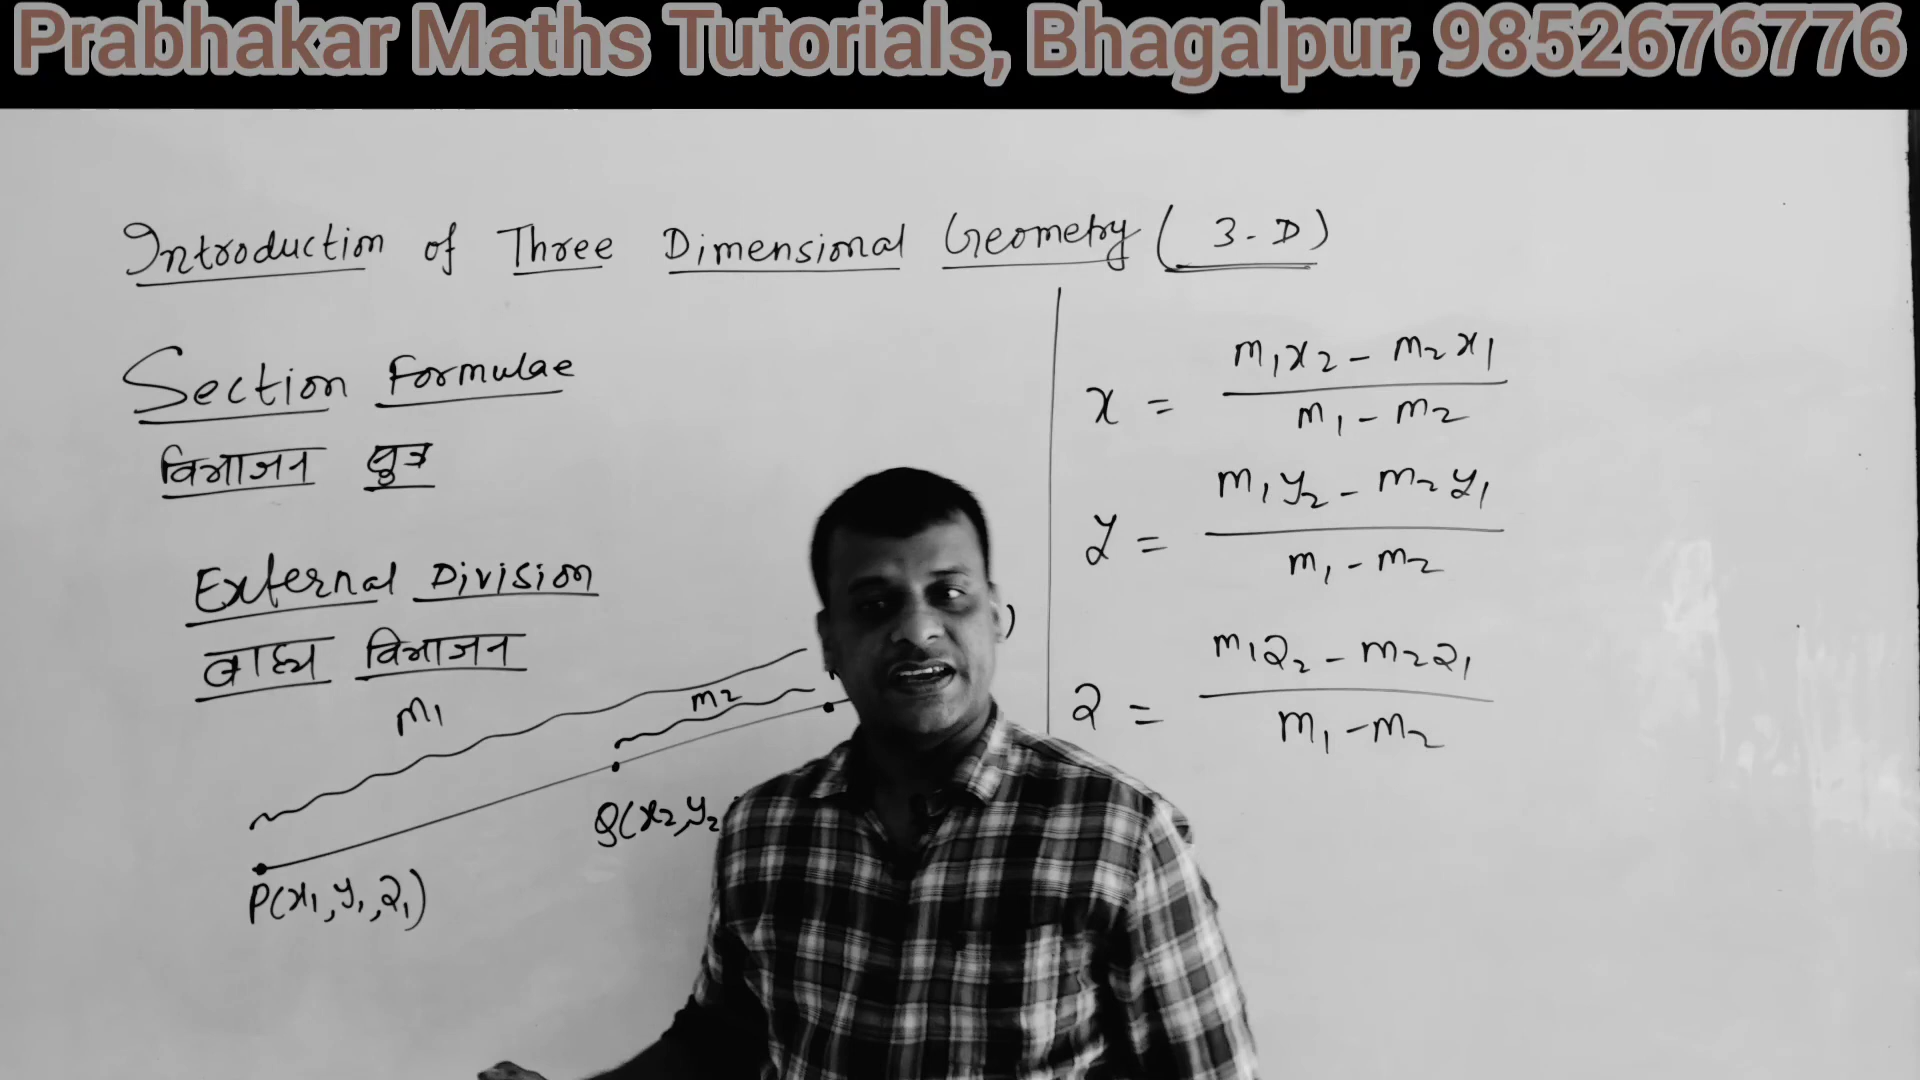 Prabhakar Maths Tutorials, Bhagalpur, 9852676776
Introduction of Three Dimensional Geometry ( 3-D )
Section Formulae
विभाजन सूत्र
External Division
बाह्य विभाजन
m₁
m₂
Q(x₂, y₂
P(x₁, y₁, z₁)
)
x = (m₁x₂ - m₂x₁) / (m₁ - m₂)
y = (m₁y₂ - m₂y₁) / (m₁ - m₂)
z = (m₁z₂ - m₂z₁) / (m₁ - m₂)